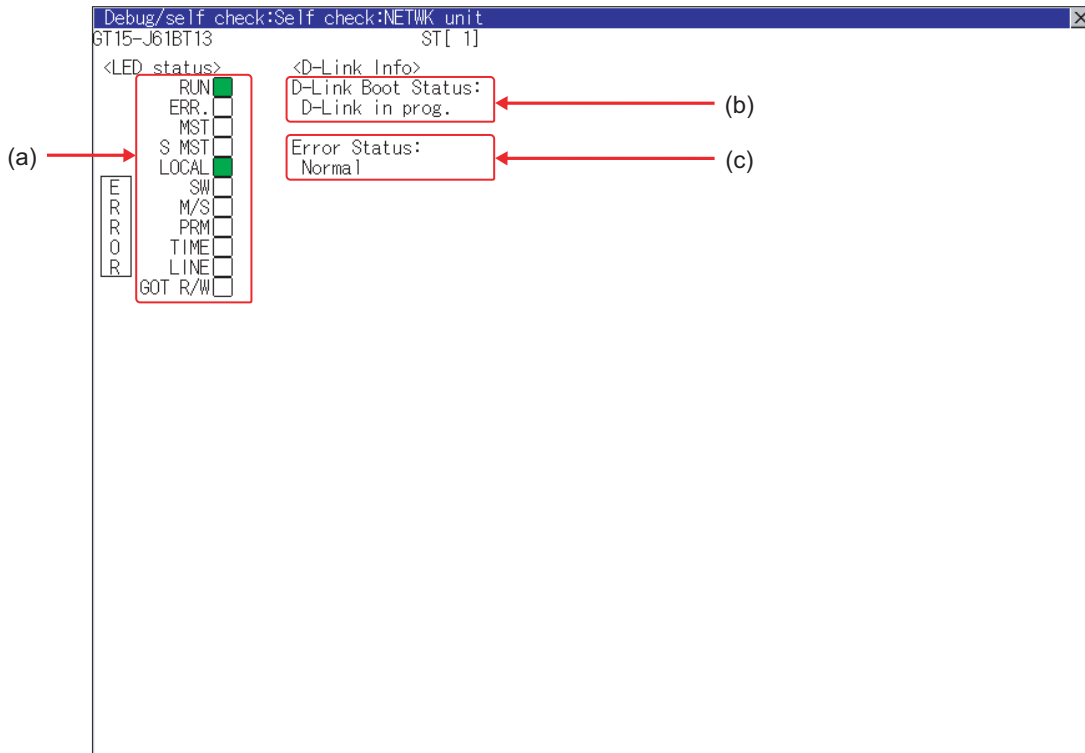 Debug/self check:Self check:NETWK unit
GT15-J61BT13 ST[ 1]
<LED status> <D-Link Info>
RUN D-Link Boot Status:
ERR. D-Link in prog. (b)
MST
S MST Error Status:
(a) LOCAL Normal (c)
SW
M/S
PRM
TIME
LINE
GOT R/W
ERROR